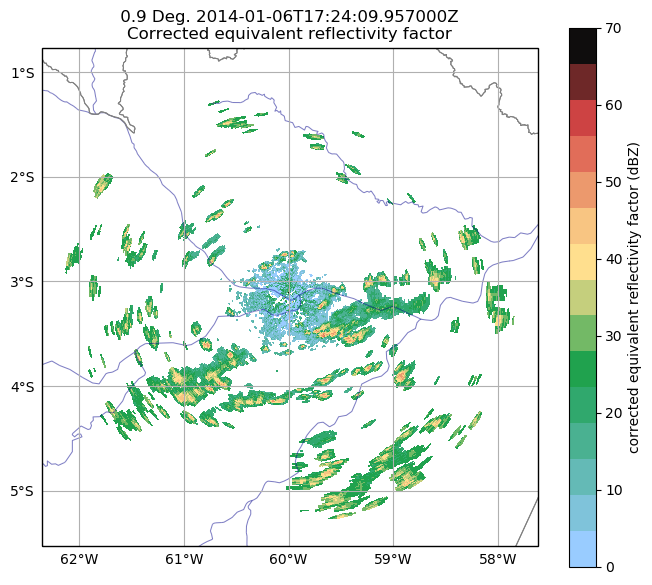 0.9 Deg. 2014-01-06T17:24:09.957000Z
Corrected equivalent reflectivity factor
1°S
2°S
3°S
4°S
5°S
62°W
61°W
60°W
59°W
58°W
70
60
50
40
30
20
10
0
corrected equivalent reflectivity factor (dBZ)